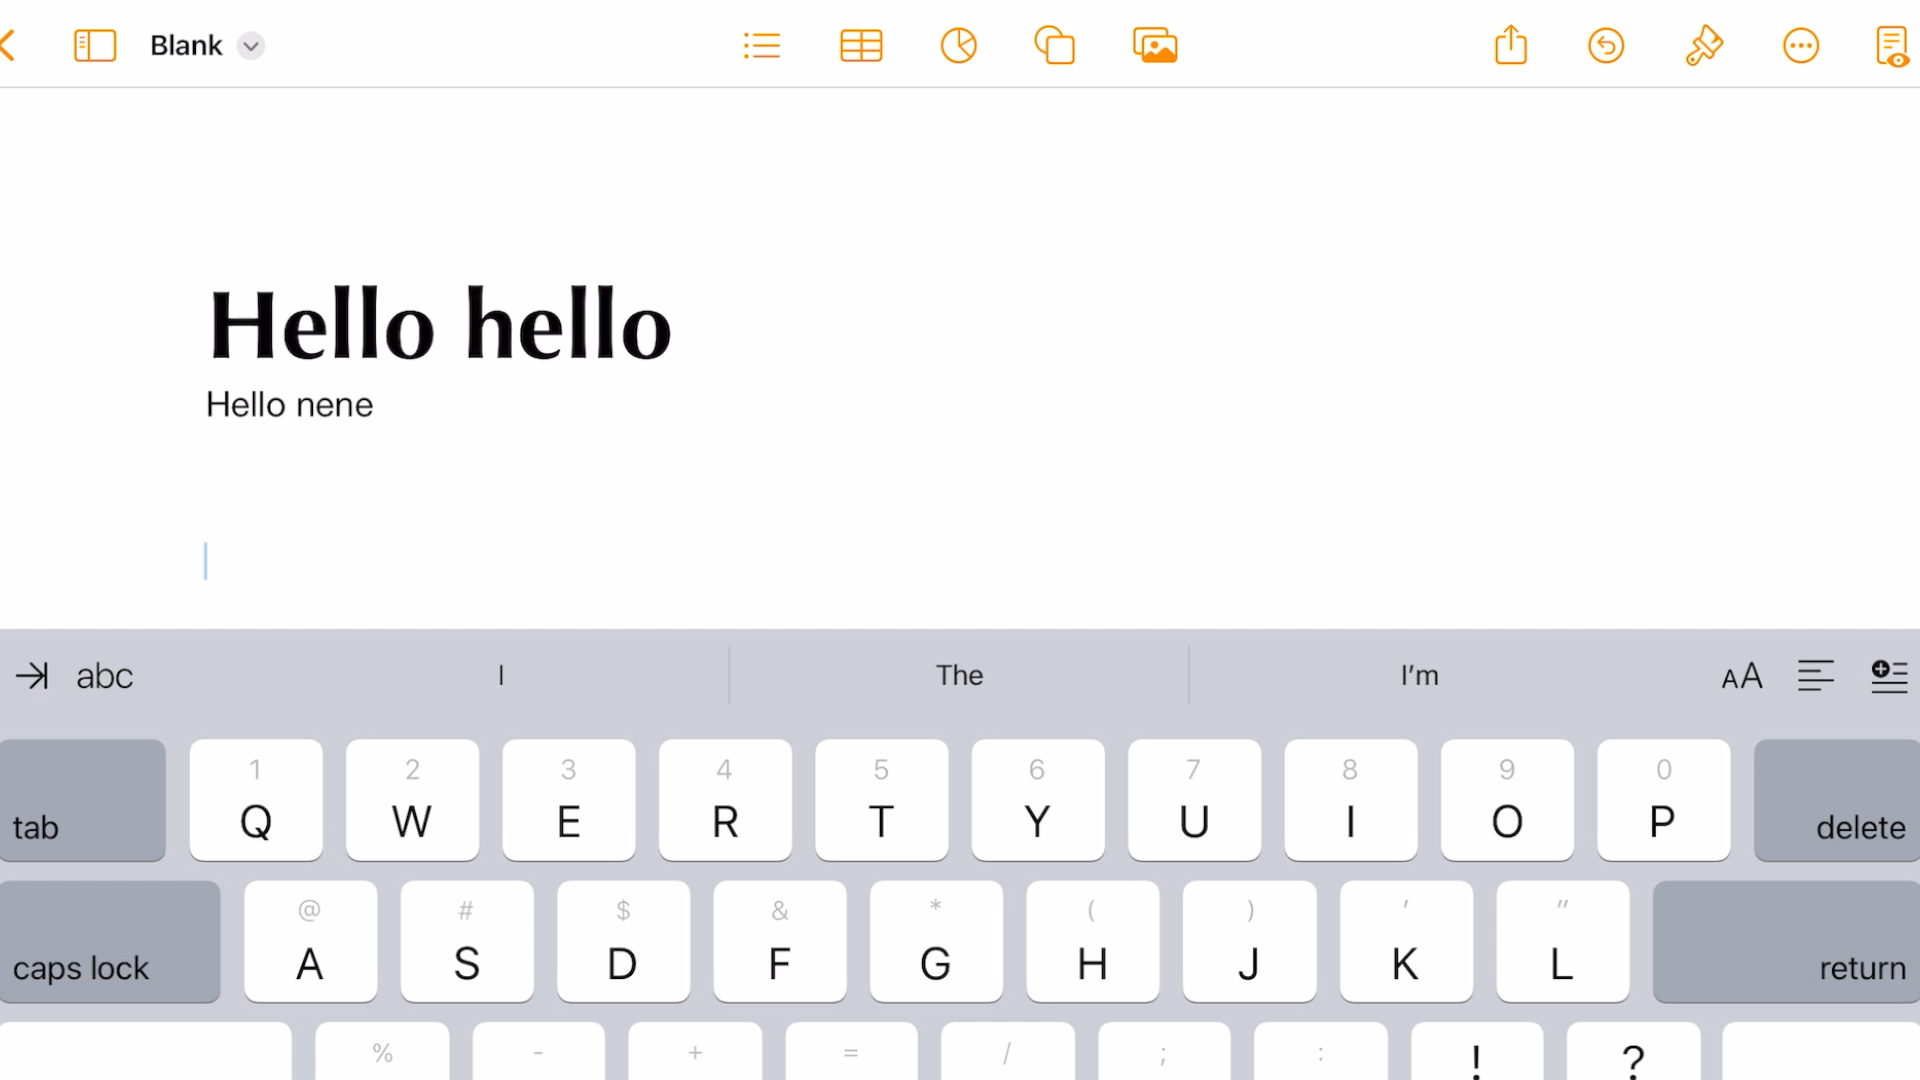 Blank
Hello hello
Hello nene
abc I The I'm AA
tab 1 Q 2 W 3 E 4 R 5 T 6 Y 7 U 8 I 9 O 0 P delete
caps lock @ A # S $ D & F * G ( H ) J ' K " L return
% - + = / ; : ! ?